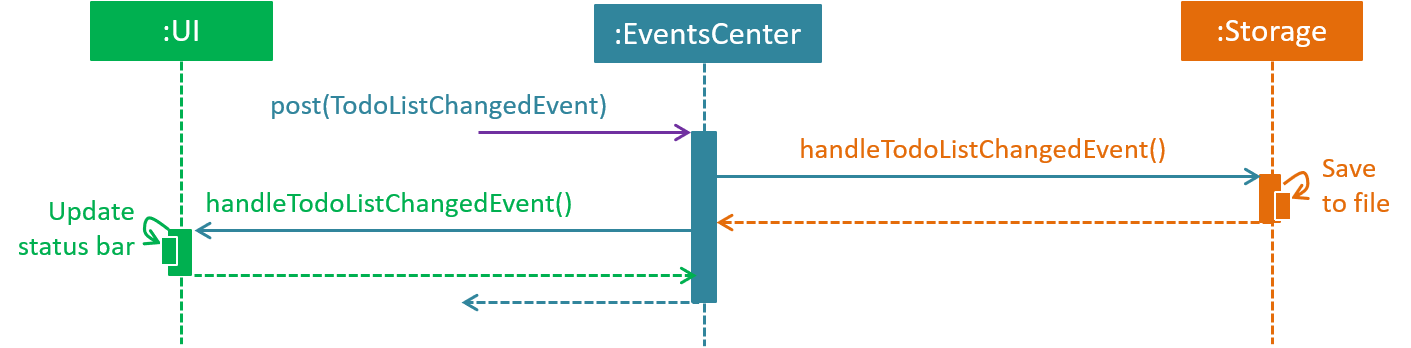 :UI
:EventsCenter
:Storage
post(TodoListChangedEvent)
handleTodoListChangedEvent()
Save
to file
handleTodoListChangedEvent()
Update
status bar